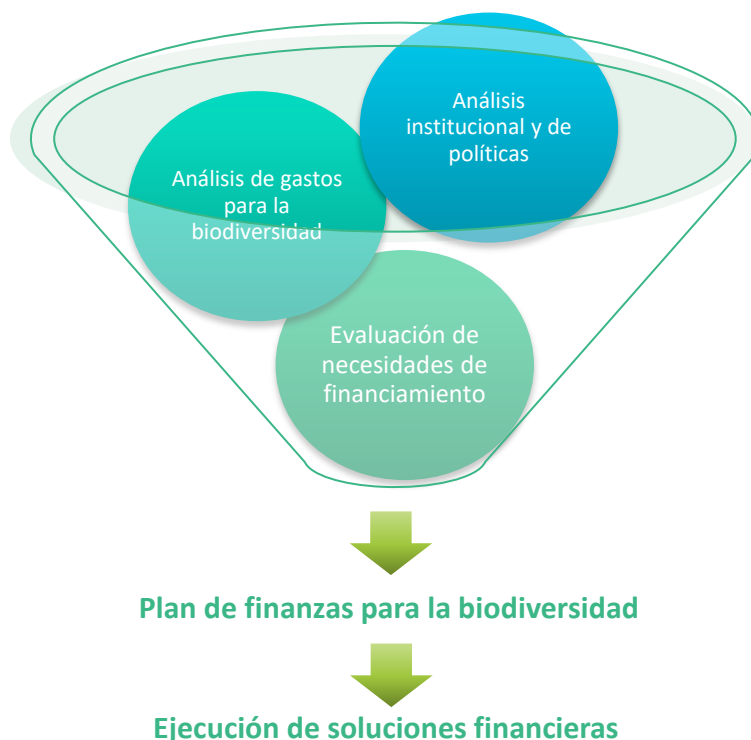 Análisis
institucional y de
políticas
Análisis de gastos
para la
biodiversidad
Evaluación de
necesidades de
financiamiento
Plan de finanzas para la biodiversidad
Ejecución de soluciones financieras